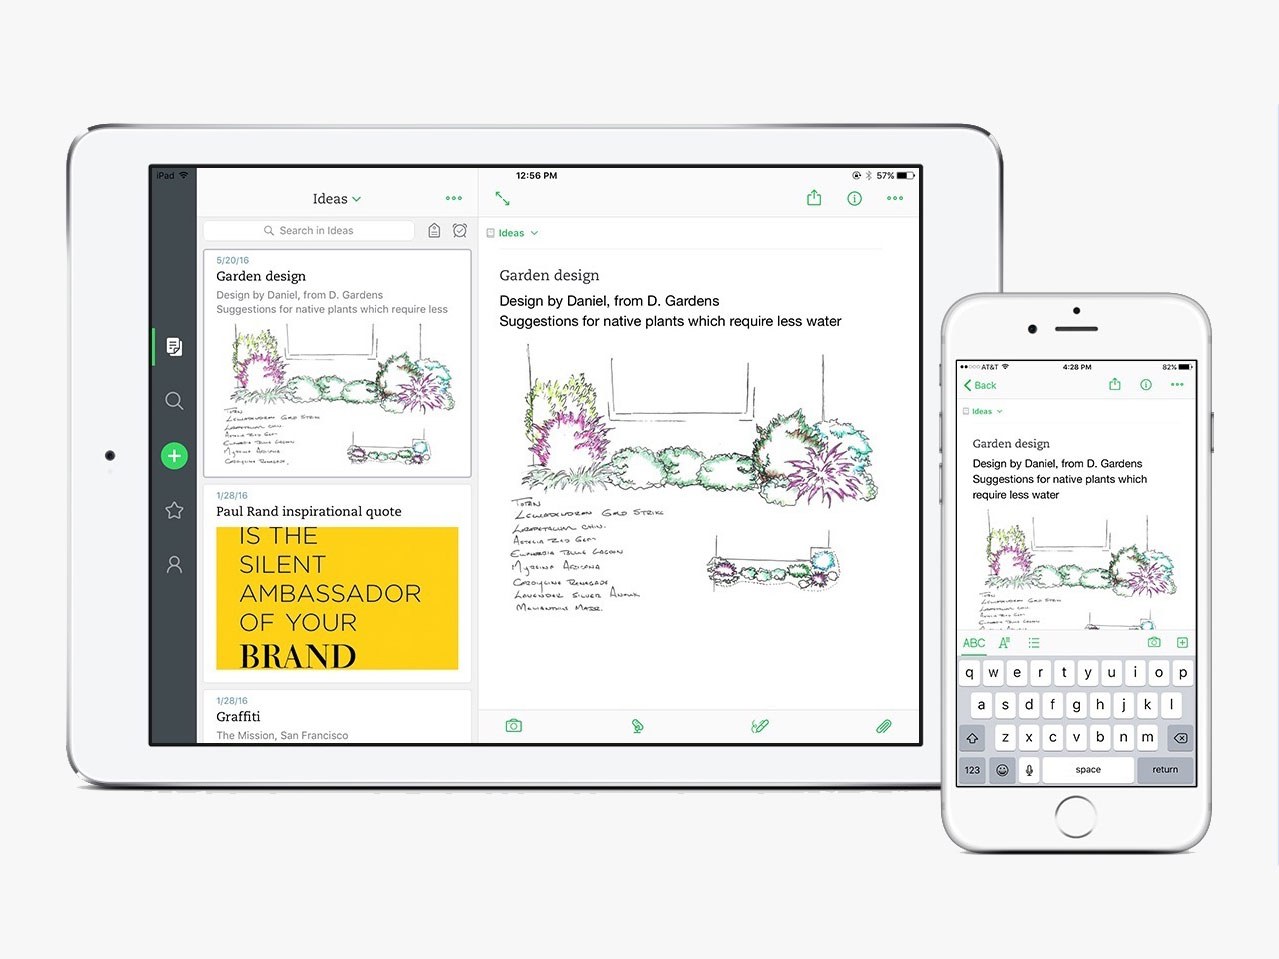 iPad
12:56 PM
57%
Ideas
Search in Ideas
5/20/16
Garden design
Design by Daniel, from D. Gardens
Suggestions for native plants which require less
1/28/16
Paul Rand inspirational quote
IS THE
SILENT
AMBASSADOR
OF YOUR
BRAND
1/28/16
Graffiti
The Mission, San Francisco
Ideas
Garden design
Design by Daniel, from D. Gardens
Suggestions for native plants which require less water
Gold Strike
Lavender Silver
AT&T
4:28 PM
82%
Back
Ideas
Garden design
Design by Daniel, from D. Gardens
Suggestions for native plants which
require less water
ABC
q w e r t y u i o p
a s d f g h j k l
z x c v b n m
123
space
return